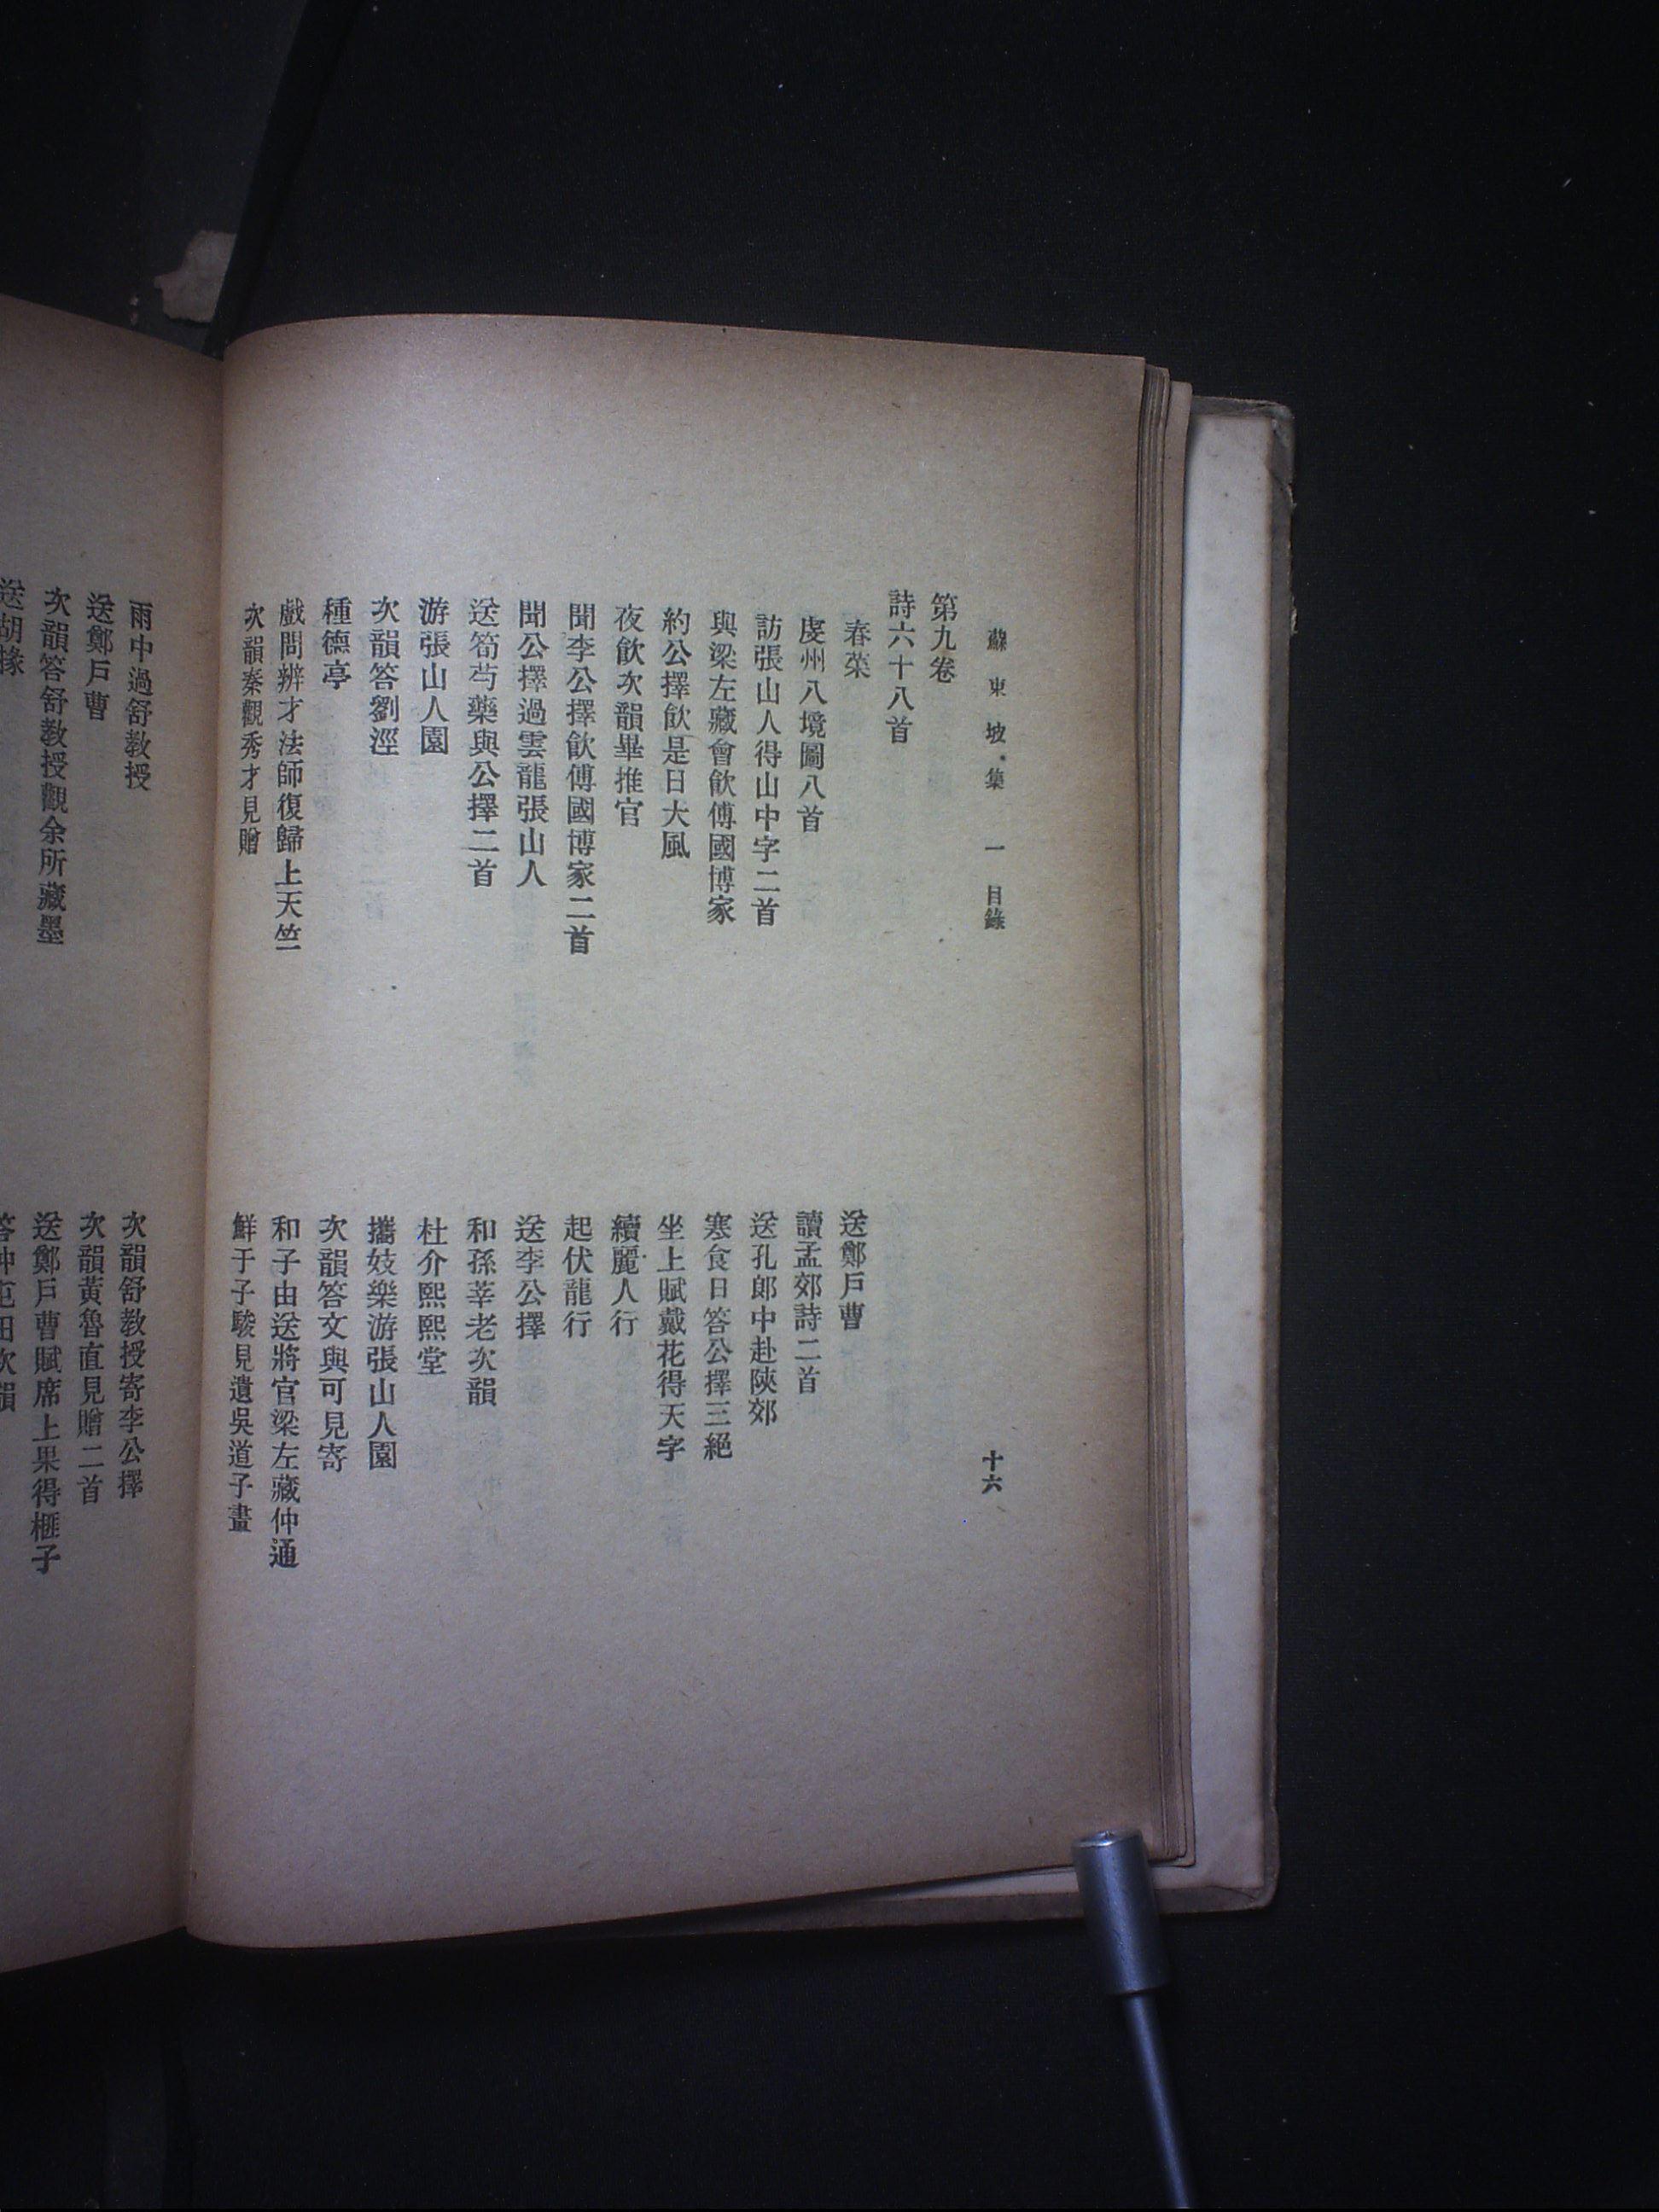 蘇東坡集 一 目錄 十六
第九卷
詩六十八首
春菜
送鄭戶曹
虔州八境圖八首
讀孟郊詩二首
訪張山人得山中字二首
送孔郎中赴陝郊
與梁左藏會飲傅國博家
寒食日答公擇三絕
約公擇飲是日大風
坐上賦戴花得天字
夜飲次韻畢推官
續麗人行
聞李公擇飲傅國博家二首
起伏龍行
聞公擇過雲龍張山人
送李公擇
送筍芍藥與公擇二首
和孫莘老次韻
游張山人園
杜介熙熙堂
次韻答劉涇
攜妓樂游張山人園
種德亭
次韻答文與可見寄
戲問辨才法師復歸上天竺
和子由送將官梁左藏仲通
次韻秦觀秀才見贈
鮮于子駿見遺吳道子畫
雨中過舒教授
次韻舒教授寄李公擇
送鄭戶曹
次韻黃魯直見贈二首
次韻答舒教授觀余所藏墨
送鄭戶曹賦席上果得榧子
送胡掾